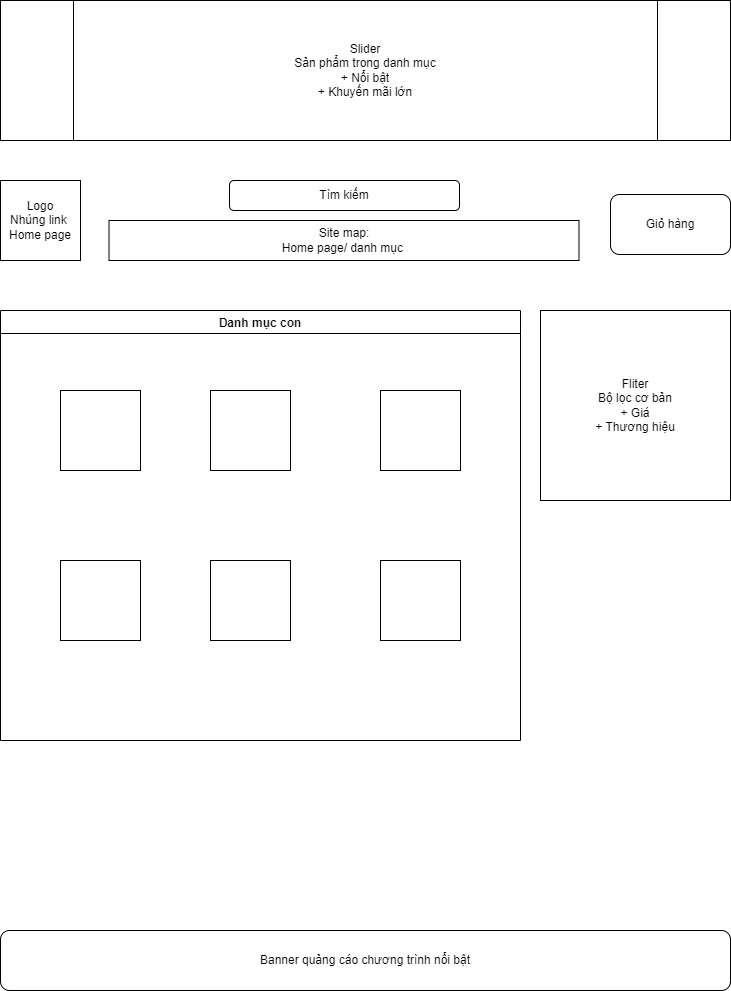 Slider
Sản phẩm trong danh mục
+ Nổi bật
+ Khuyến mãi lớn
Logo
Nhúng link
Home page
Tìm kiếm
Site map:
Home page/ danh mục
Giỏ hàng
Danh mục con
Fliter
Bộ lọc cơ bản
+ Giá
+ Thương hiệu
Banner quảng cáo chương trình nổi bật